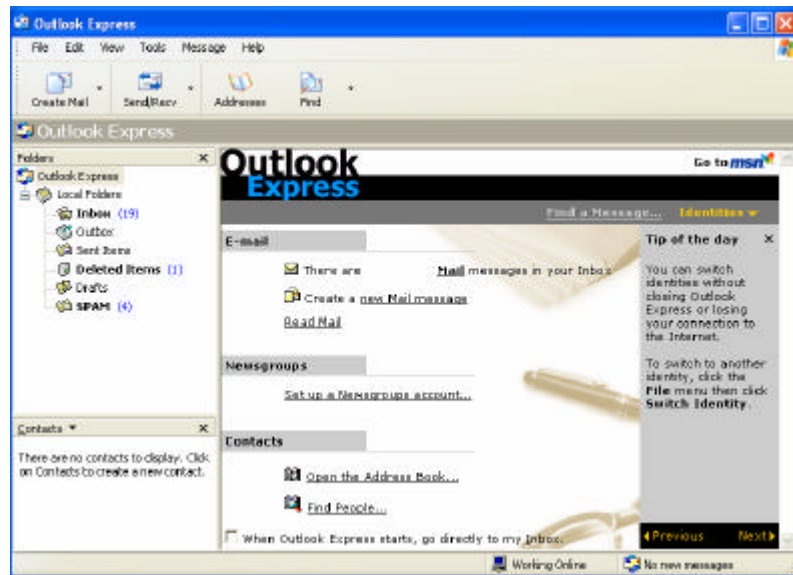 Outlook Express
File Edit View Tools Message Help
Create Mail Send/Recv Addresses Find
Outlook Express
Folders
Outlook Express
Local Folders
Inbox (19)
Outbox
Sent Items
Deleted Items (1)
Drafts
SPAM (4)
Contacts
There are no contacts to display. Click
on Contacts to create a new contact.
Outlook
Express
Go to msn
Find a Message... Identities
E-mail
There are Mail messages in your Inbox
Create a new Mail message
Read Mail
Newsgroups
Set up a Newsgroups account...
Contacts
Open the Address Book...
Find People...
When Outlook Express starts, go directly to my Inbox.
Tip of the day
You can switch
identities without
closing Outlook
Express or losing
your connection to
the Internet.
To switch to another
identity, click the
File menu then click
Switch Identity.
Previous Next
Working Online No new messages